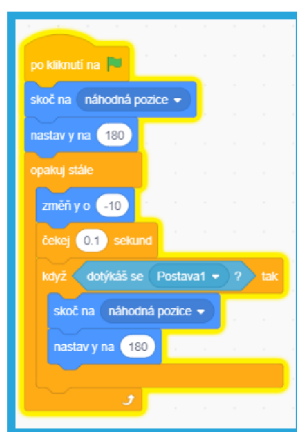 po kliknutí na
skoč na náhodná pozice
nastav y na 180
opakuj stále
změň y o -10
čekej 0.1 sekund
když dotýkáš se Postava1 ? tak
skoč na náhodná pozice
nastav y na 180